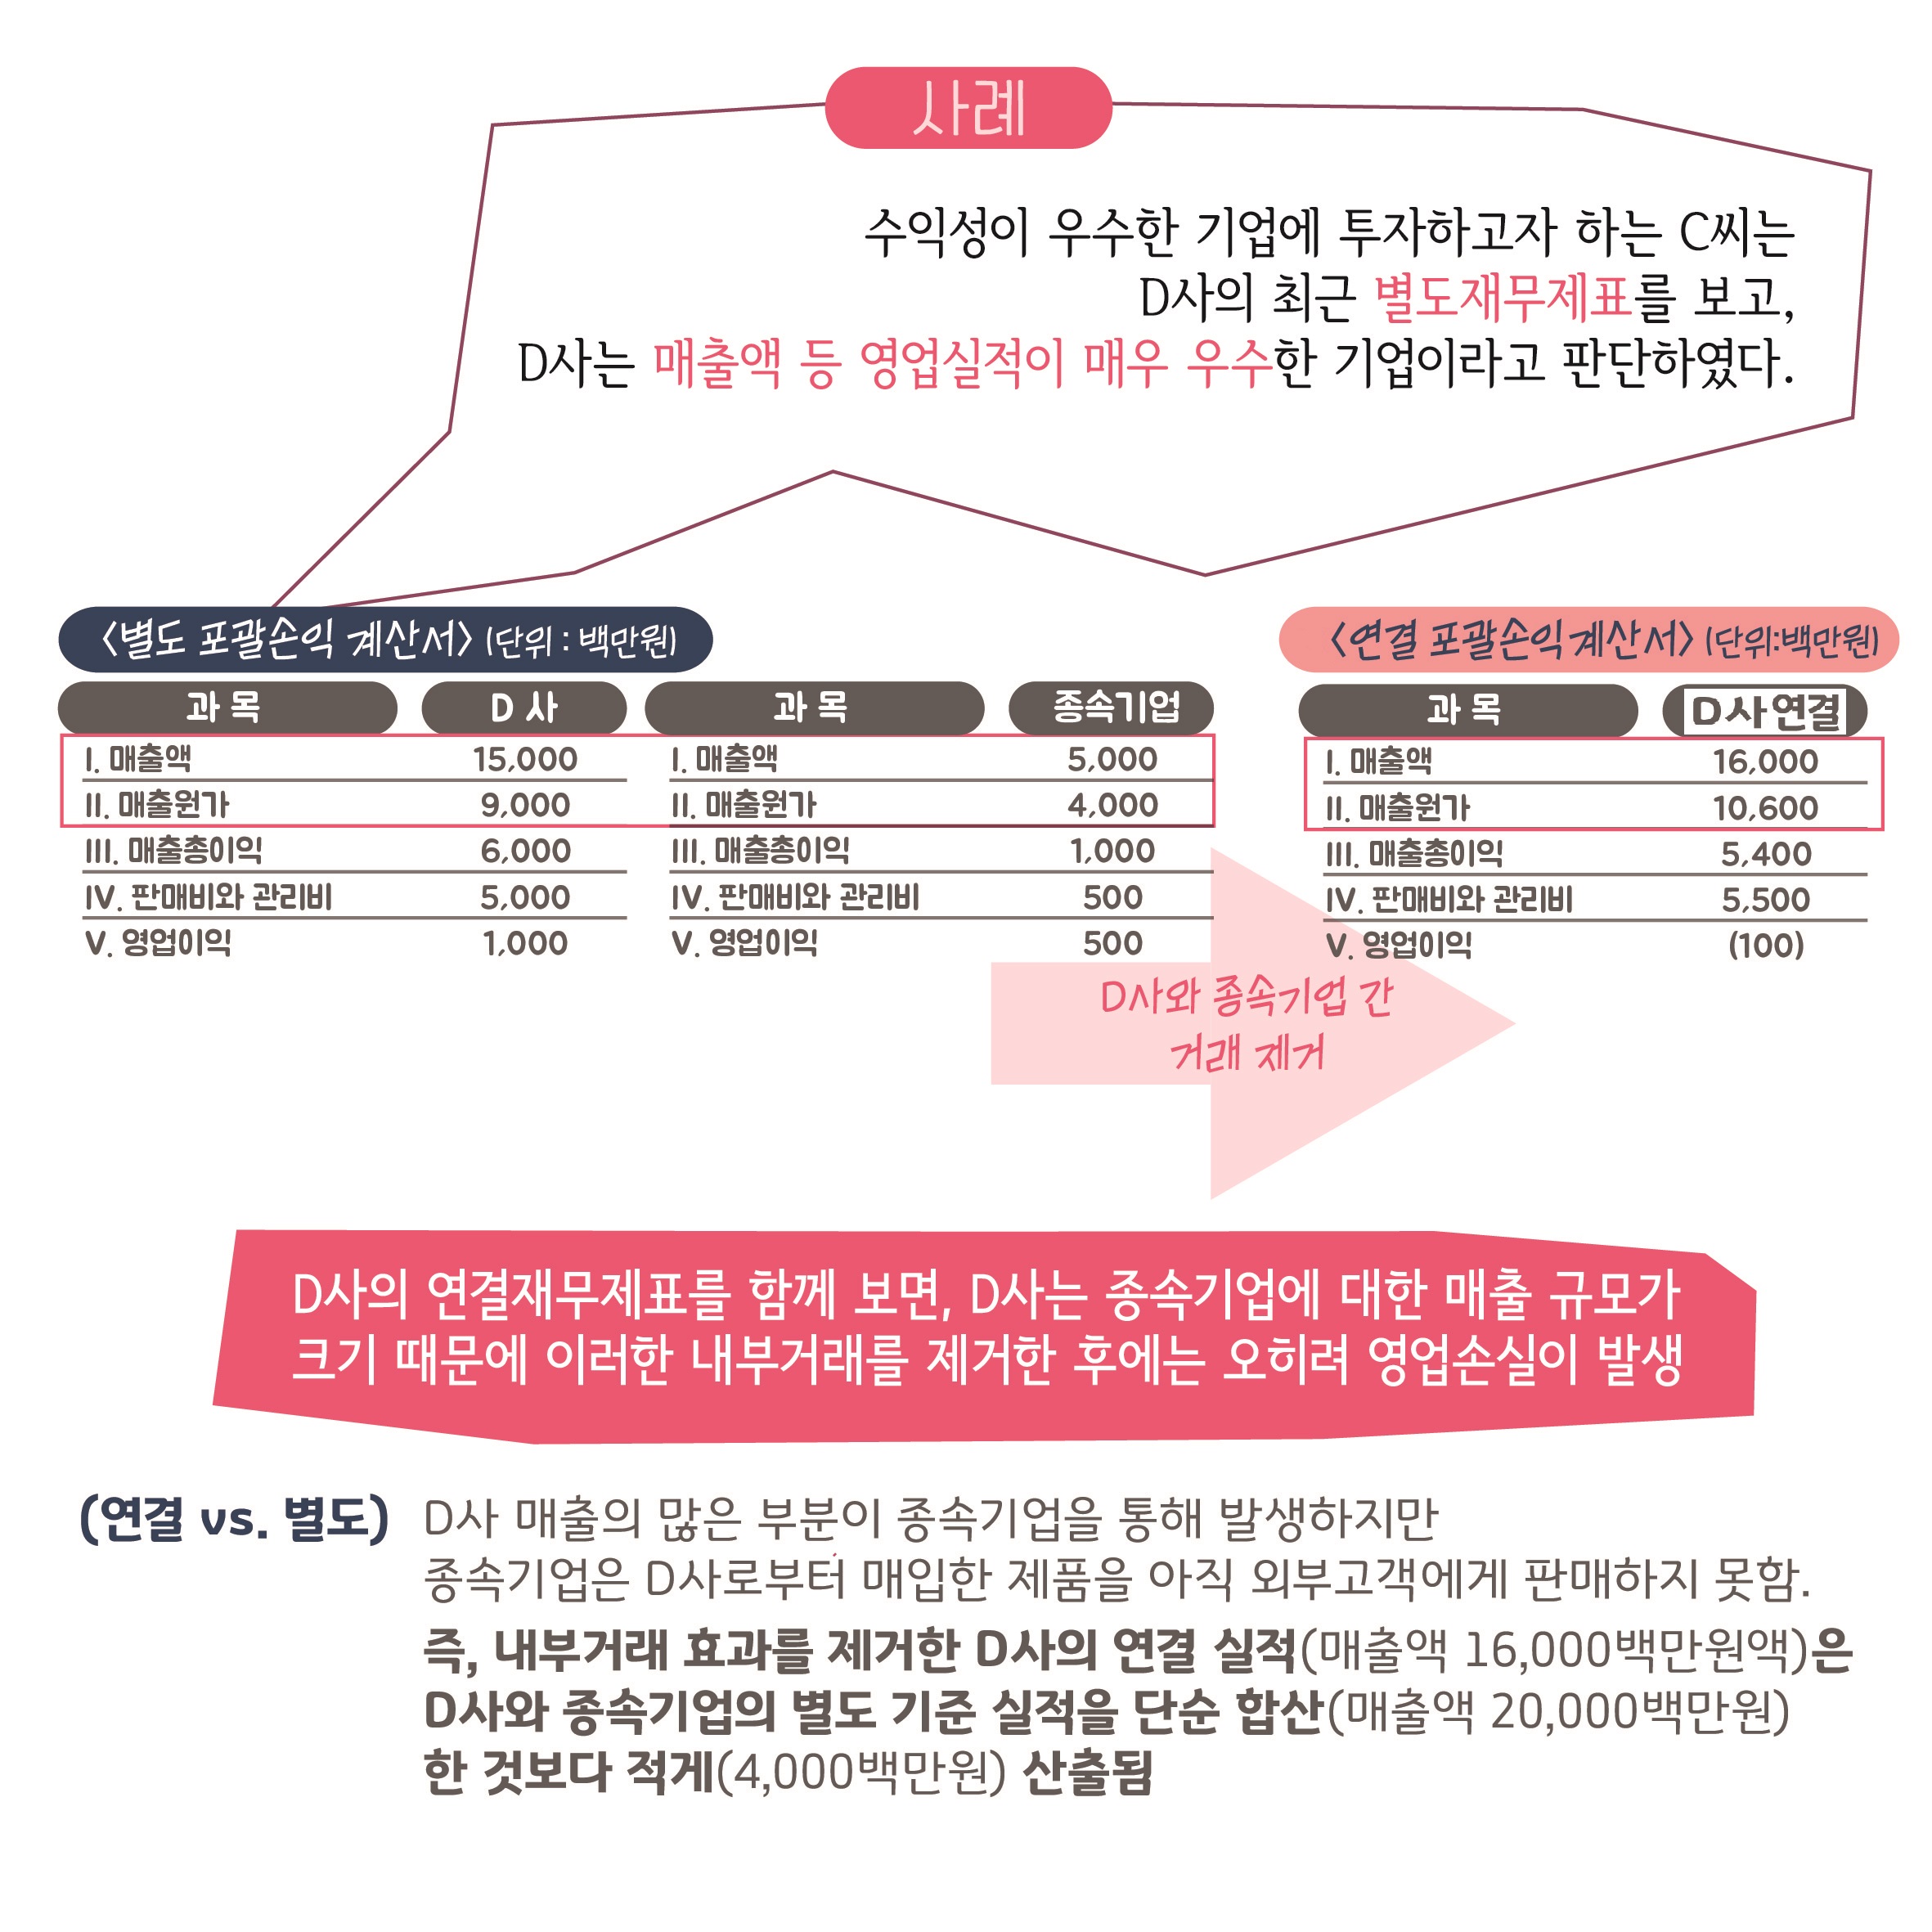 사례
수익성이 우수한 기업에 투자하고자 하는 C씨는
D사의 최근 별도재무제표를 보고,
D사는 매출액 등 영업실적이 매우 우수한 기업이라고 판단하였다.
<별도 포괄손익 계산서> (단위 : 백만원)
과 목 D 사 과 목 종속기업
I. 매출액 15,000 I. 매출액 5,000
II. 매출원가 9,000 II. 매출원가 4,000
III. 매출총이익 6,000 III. 매출총이익 1,000
IV. 판매비와 관리비 5,000 IV. 판매비와 관리비 500
V. 영업이익 1,000 V. 영업이익 500
<연결 포괄손익계산서> (단위:백만원)
과 목 D사연결
I. 매출액 16,000
II. 매출원가 10,600
III. 매출총이익 5,400
IV. 판매비와 관리비 5,500
V. 영업이익 (100)
D사와 종속기업 간
거래 제거
D사의 연결재무제표를 함께 보면, D사는 종속기업에 대한 매출 규모가
크기 때문에 이러한 내부거래를 제거한 후에는 오히려 영업손실이 발생
(연결 vs. 별도) D사 매출의 많은 부분이 종속기업을 통해 발생하지만
종속기업은 D사로부터 매입한 제품을 아직 외부고객에게 판매하지 못함.
즉, 내부거래 효과를 제거한 D사의 연결 실적(매출액 16,000백만원액)은
D사와 종속기업의 별도 기준 실적을 단순 합산(매출액 20,000백만원)
한 것보다 적게(4,000백만원) 산출됨